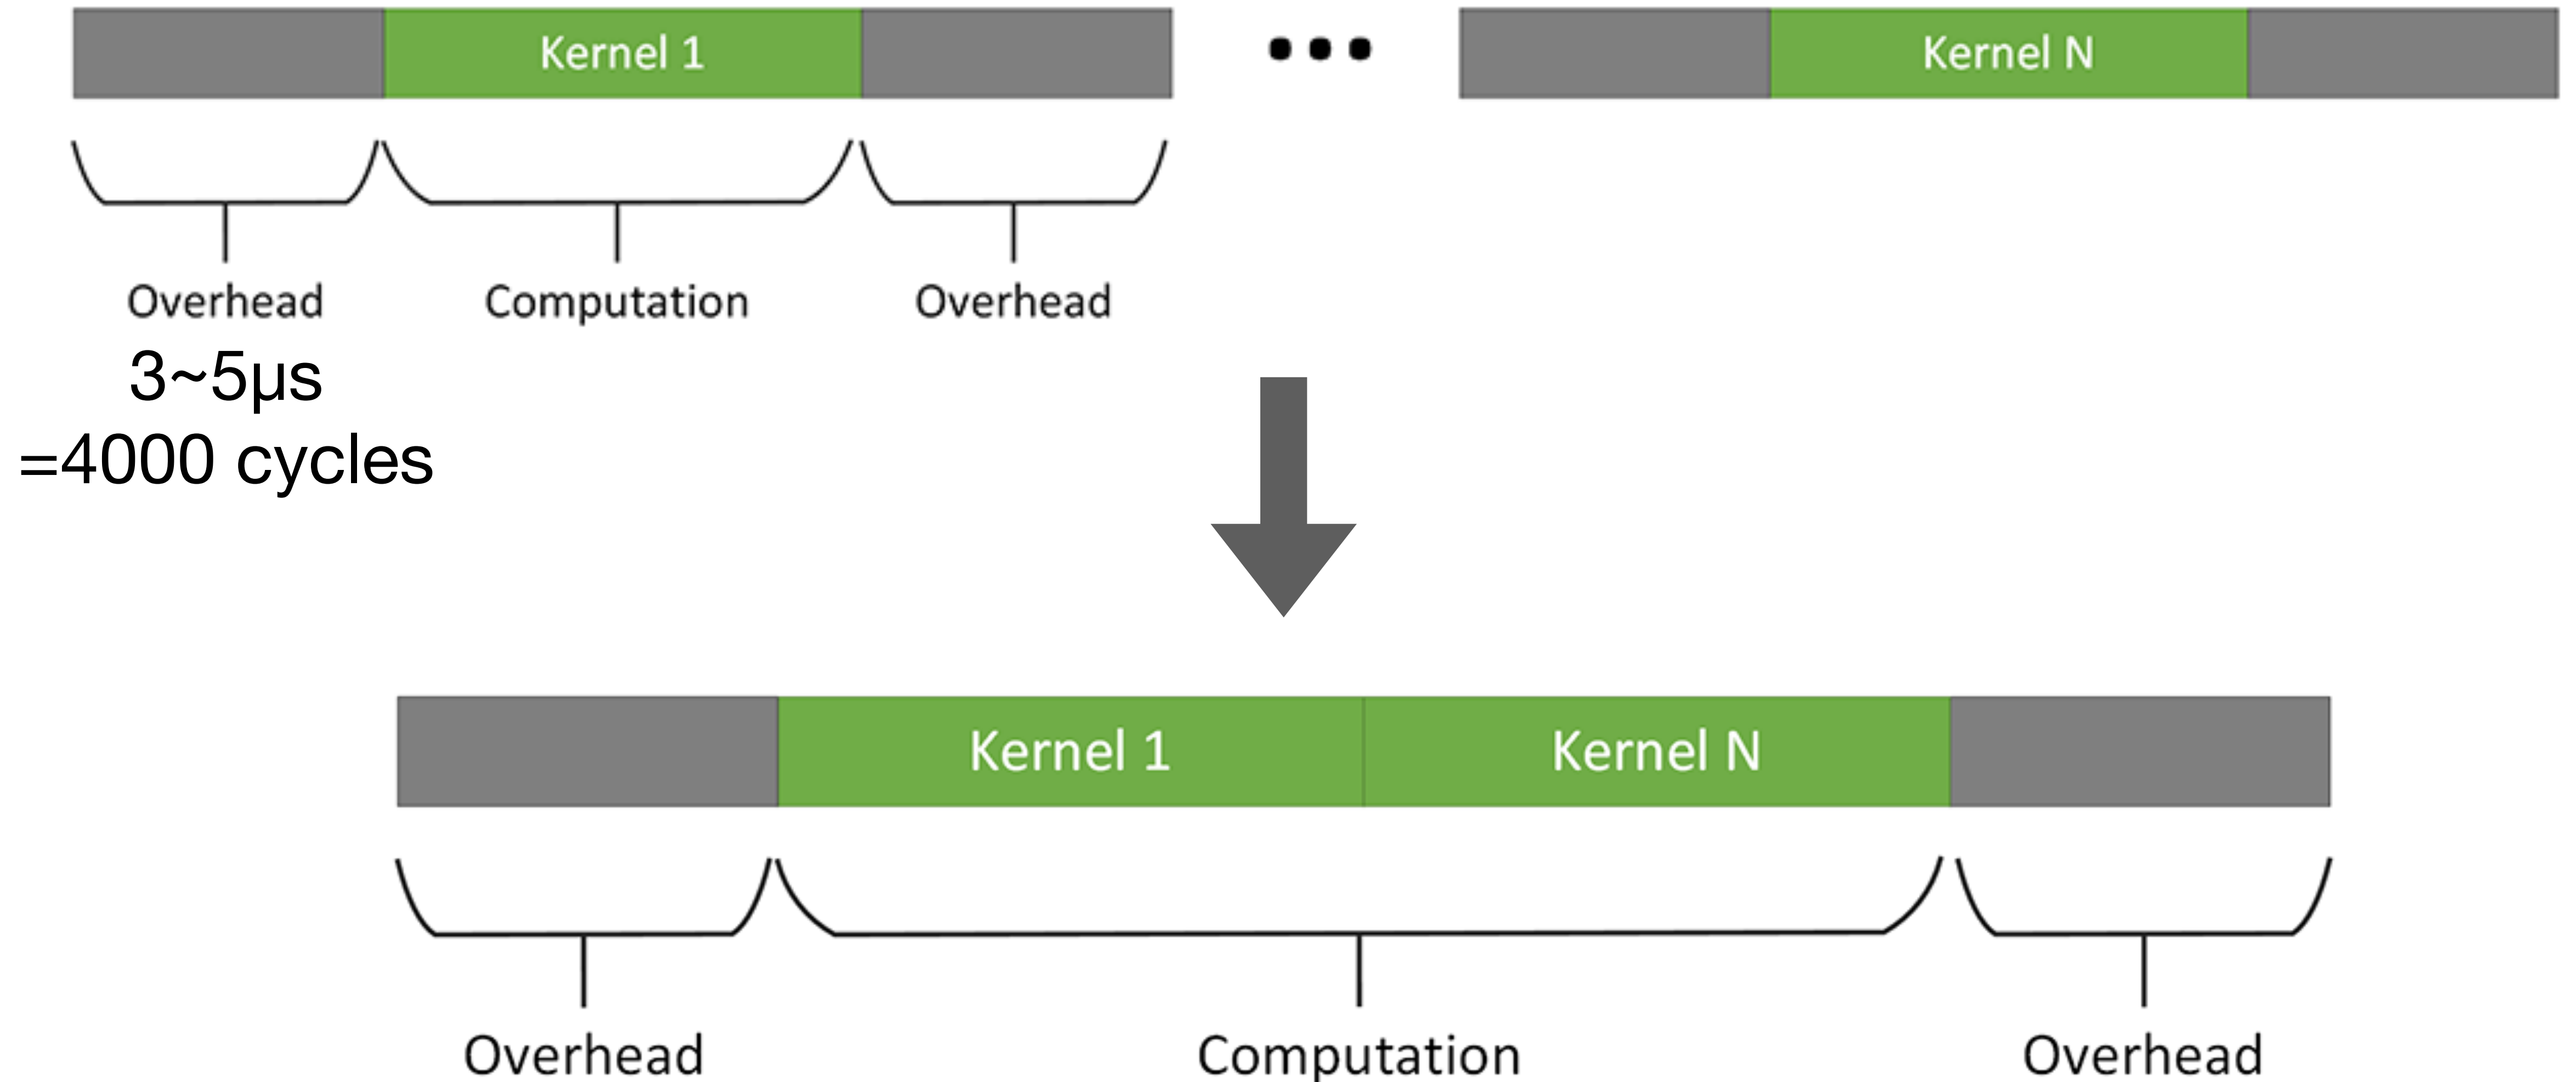 Kernel 1
•••
Kernel N
Overhead
Computation
Overhead
3~5μs
=4000 cycles
Kernel 1
Kernel N
Overhead
Computation
Overhead